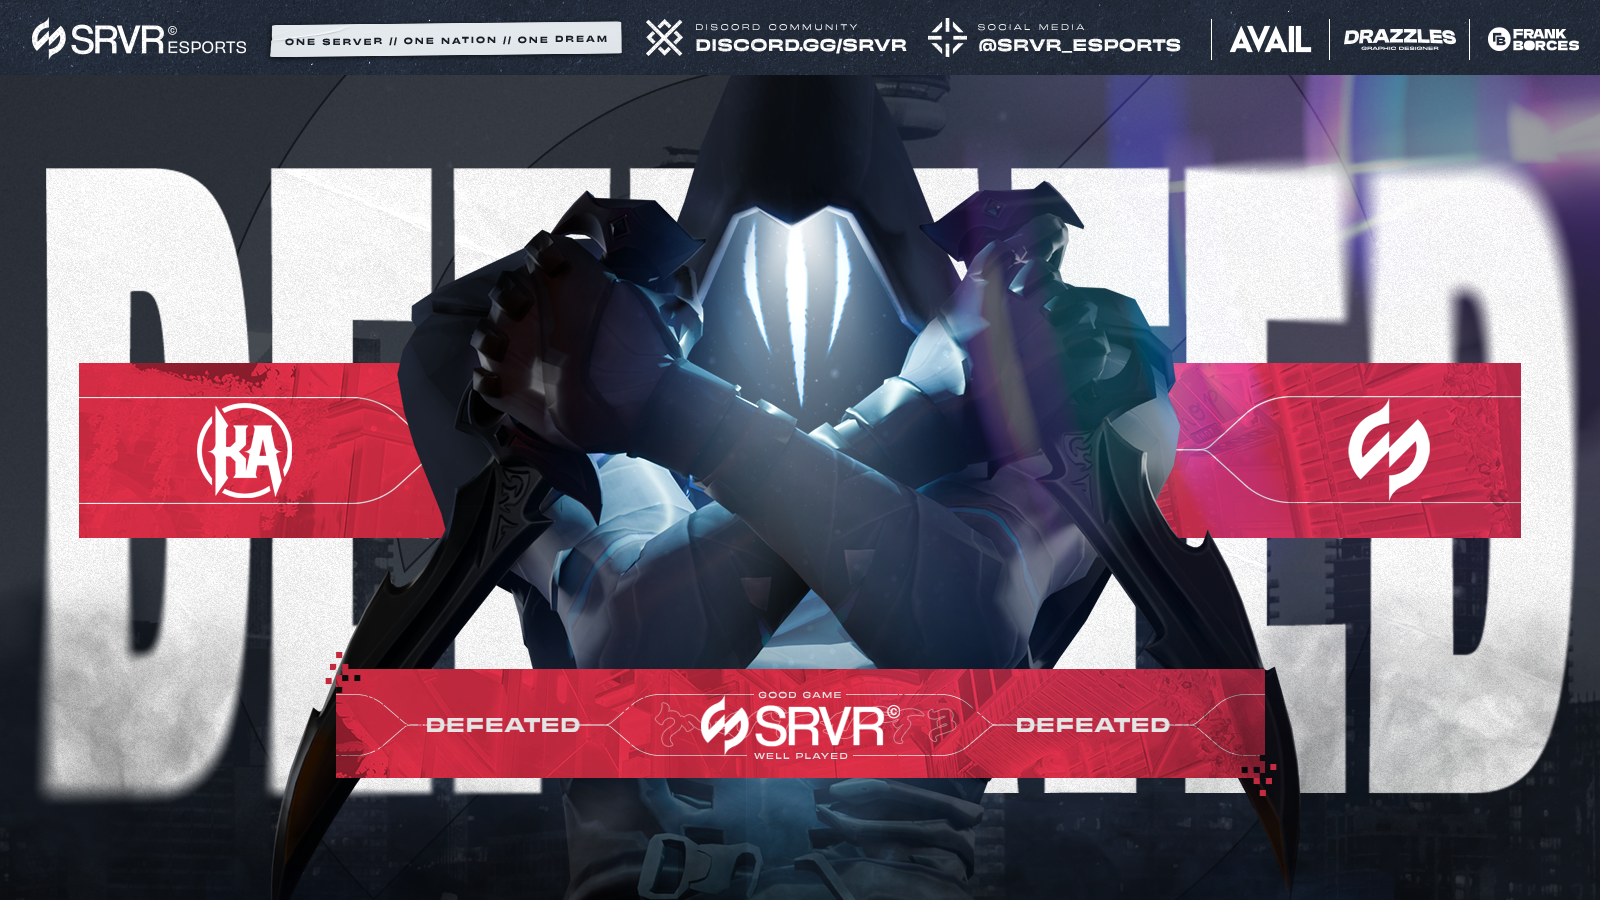 SRVR©
ESPORTS
ONE SERVER // ONE NATION // ONE DREAM
DISCORD COMMUNITY
DISCORD.GG/SRVR
SOCIAL MEDIA
@SRVR_ESPORTS
AVAIL
DRAZZLES
GRAPHIC DESIGNER
FB
FRANK
BORCES
DEFEATED
KA
GOOD GAME
DEFEATED
SRVR©
DEFEATED
WELL PLAYED